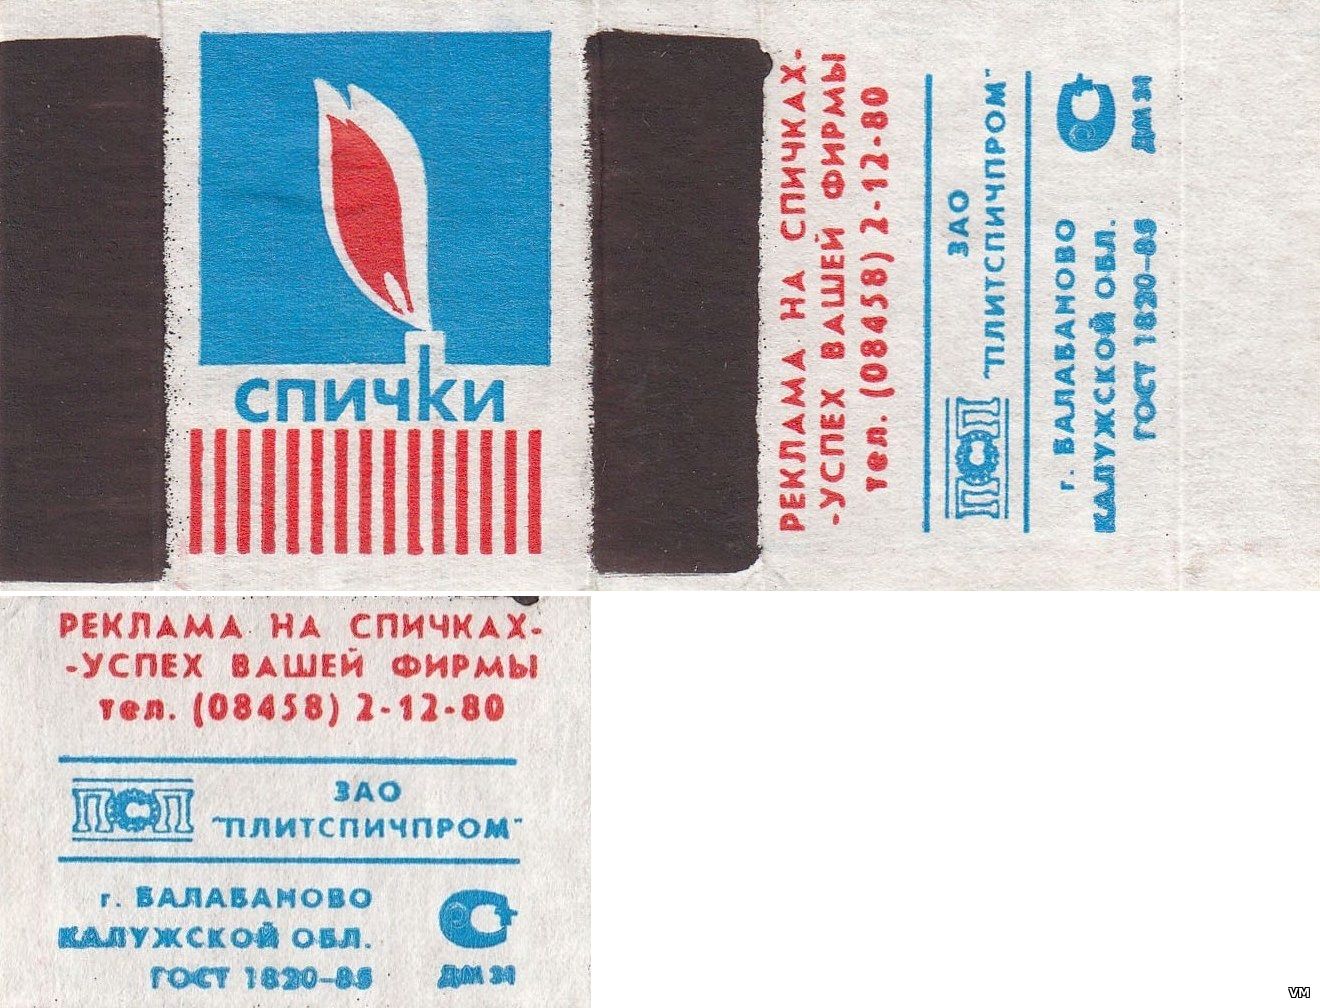 спички
РЕКЛАМА НА СПИЧКАХ-
-УСПЕХ ВАШЕЙ ФИРМЫ
тел. (08458) 2-12-80
ПСП
ЗАО
"ПЛИТСПИЧПРОМ"
г. БАЛАБАНОВО
КАЛУЖСКОЙ ОБЛ.
ГОСТ 1820-85
ДМ 31
РЕКЛАМА НА СПИЧКАХ-
-УСПЕХ ВАШЕЙ ФИРМЫ
тел. (08458) 2-12-80
ПСП
ЗАО
"ПЛИТСПИЧПРОМ"
г. БАЛАБАНОВО
КАЛУЖСКОЙ ОБЛ.
ГОСТ 1820-85
ДМ 31
VM